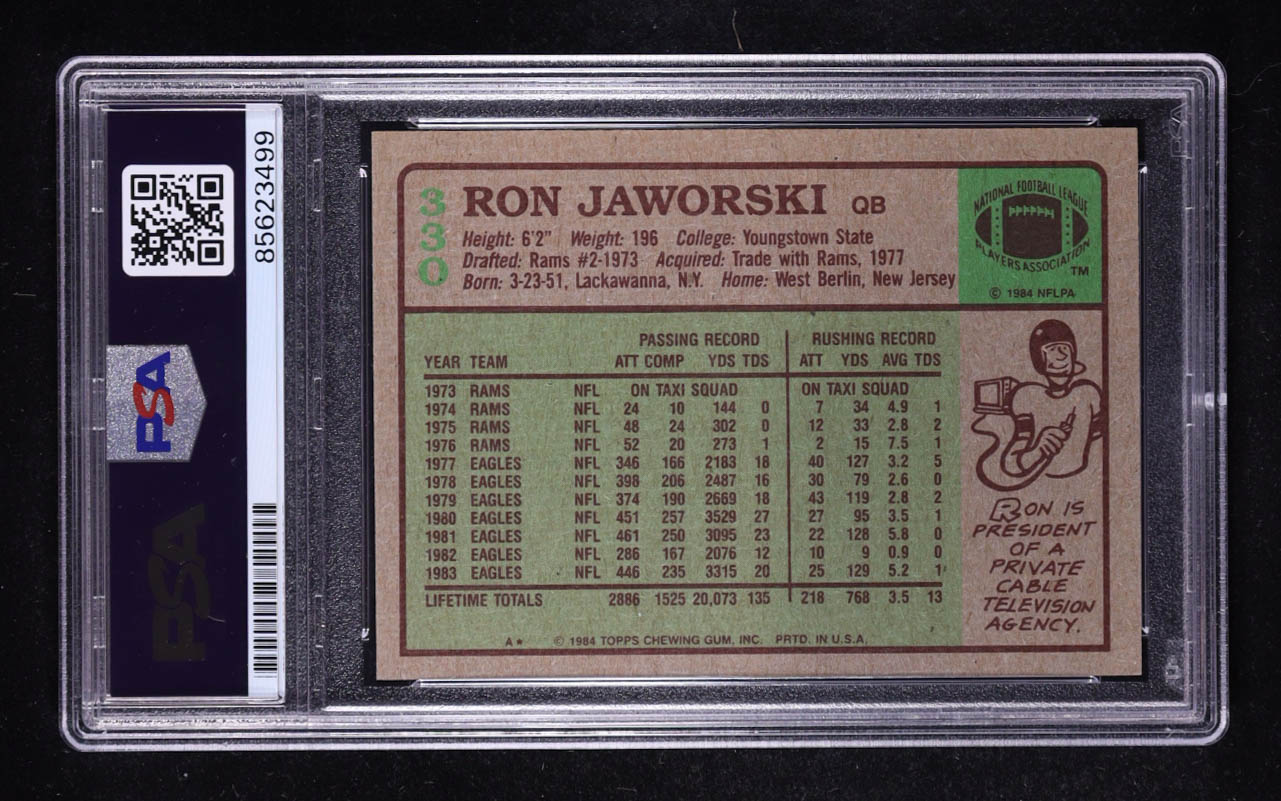 85623499
PSA
PSA
330
RON JAWORSKI QB
Height: 6'2" Weight: 196 College: Youngstown State
Drafted: Rams #2-1973 Acquired: Trade with Rams, 1977
Born: 3-23-51, Lackawanna, N.Y. Home: West Berlin, New Jersey
NATIONAL FOOTBALL LEAGUE
PLAYERS ASSOCIATION
TM
© 1984 NFLPA
PASSING RECORD RUSHING RECORD
YEAR TEAM ATT COMP YDS TDS ATT YDS AVG TDS
1973 RAMS NFL ON TAXI SQUAD ON TAXI SQUAD
1974 RAMS NFL 24 10 144 0 7 34 4.9 1
1975 RAMS NFL 48 24 302 0 12 33 2.8 2
1976 RAMS NFL 52 20 273 1 2 15 7.5 1
1977 EAGLES NFL 346 166 2183 18 40 127 3.2 5
1978 EAGLES NFL 398 206 2487 16 30 79 2.6 0
1979 EAGLES NFL 374 190 2669 18 43 119 2.8 2
1980 EAGLES NFL 451 257 3529 27 27 95 3.5 1
1981 EAGLES NFL 461 250 3095 23 22 128 5.8 0
1982 EAGLES NFL 286 167 2076 12 10 9 0.9 0
1983 EAGLES NFL 446 235 3315 20 25 129 5.2 1
LIFETIME TOTALS 2886 1525 20,073 135 218 768 3.5 13
A* © 1984 TOPPS CHEWING GUM, INC. PRTD. IN U.S.A.
RON IS
PRESIDENT
OF A
PRIVATE
CABLE
TELEVISION
AGENCY.